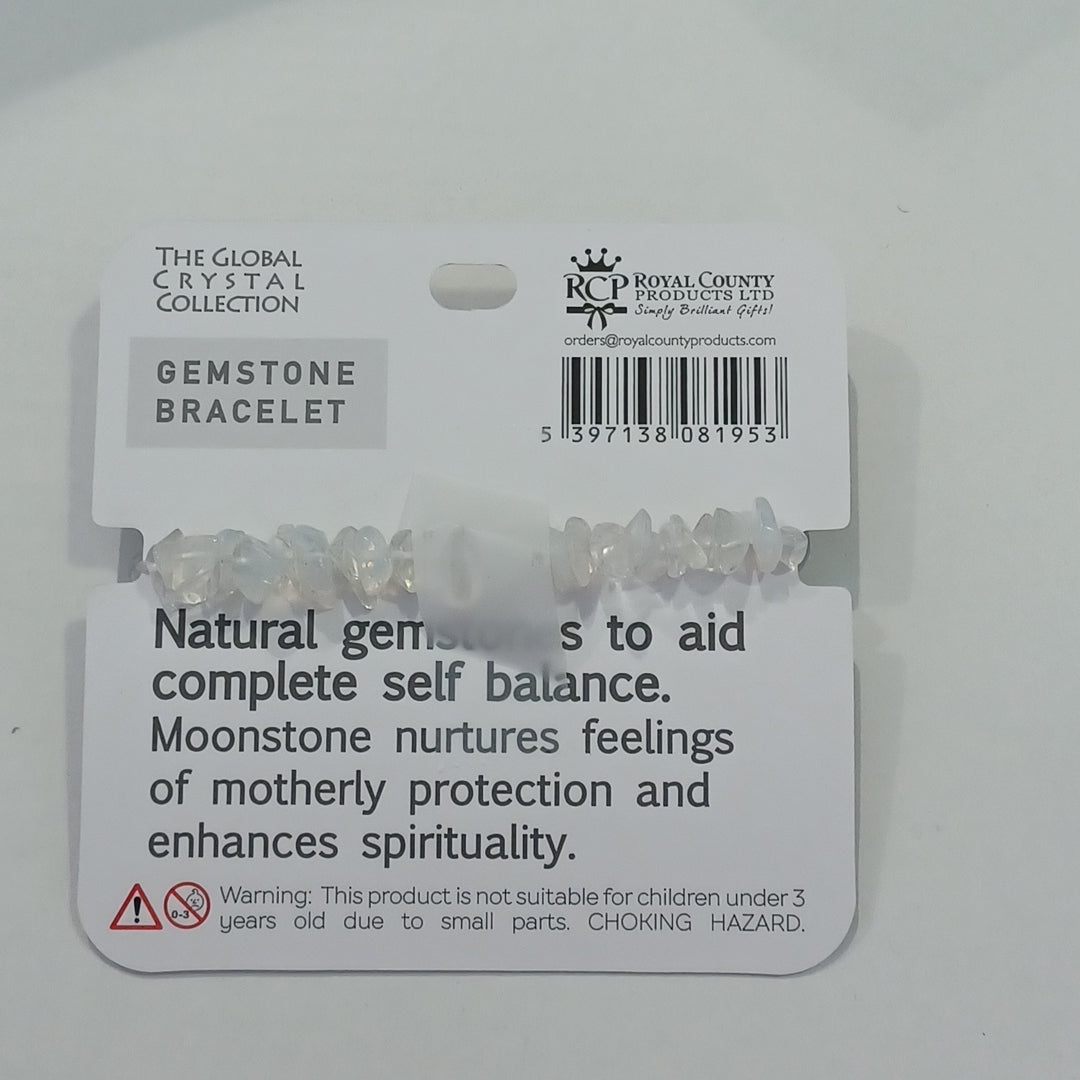 THE GLOBAL
CRYSTAL
COLLECTION
GEMSTONE
BRACELET
RCP ROYAL COUNTY
PRODUCTS LTD
Simply Brilliant Gifts!
orders@royalcountyproducts.com
5 397138 081953
Natural gemstones to aid
complete self balance.
Moonstone nurtures feelings
of motherly protection and
enhances spirituality.
0-3
Warning: This product is not suitable for children under 3
years old due to small parts. CHOKING HAZARD.